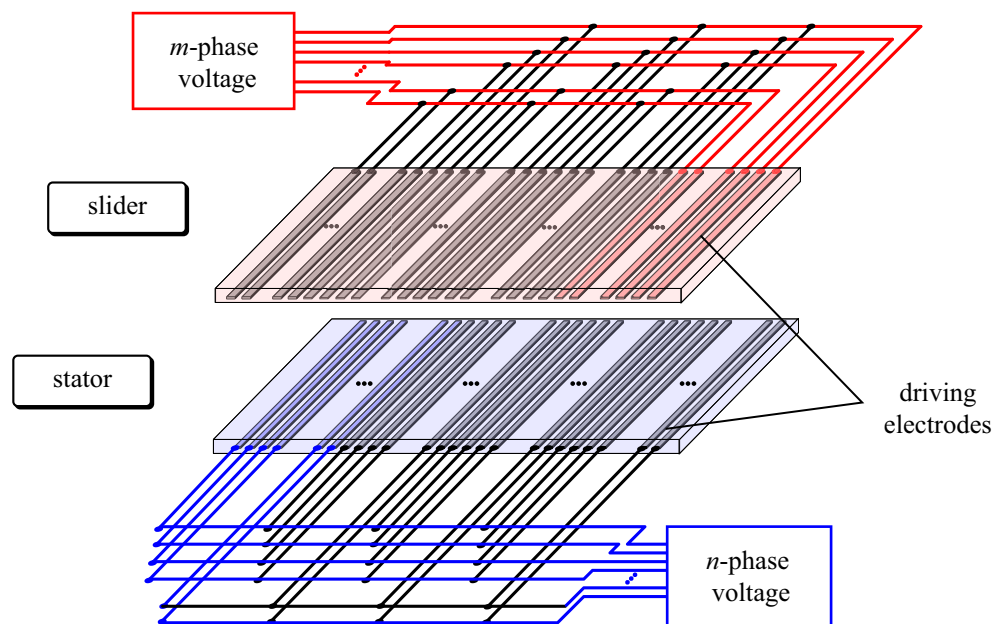 m-phase
voltage
slider
stator
driving
electrodes
n-phase
voltage